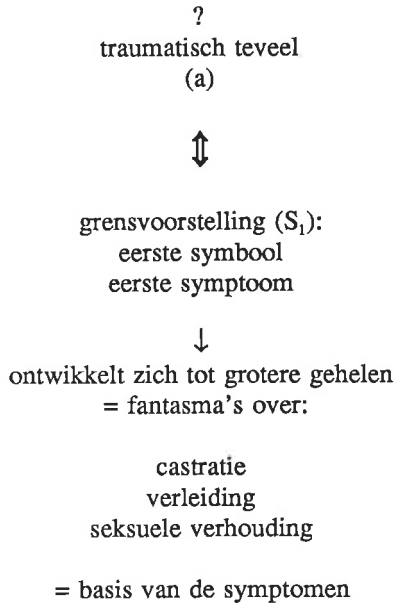 ?
traumatisch teveel
(a)
⇕
grensvoorstelling (S₁):
eerste symbool
eerste symptoom
↓
ontwikkelt zich tot grotere gehelen
= fantasma's over:
castratie
verleiding
seksuele verhouding
= basis van de symptomen